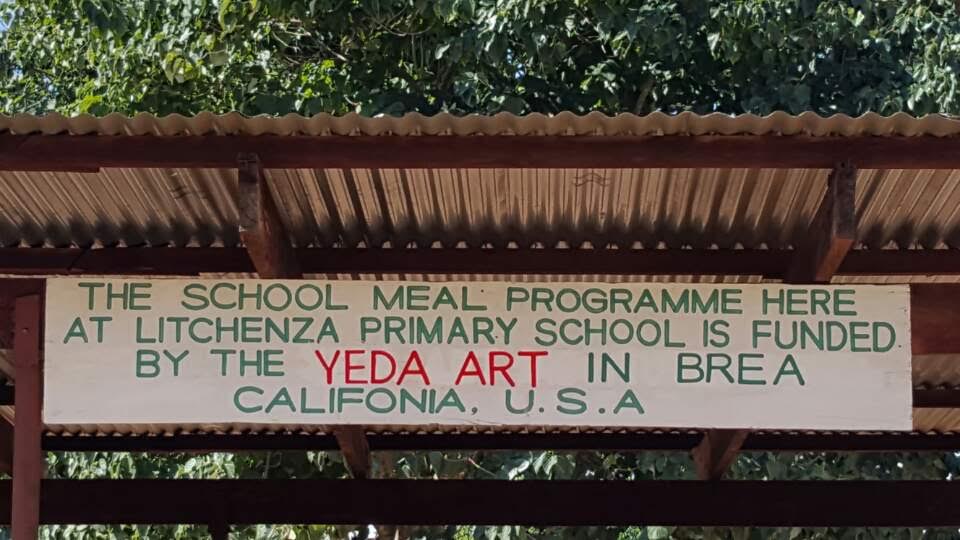 THE SCHOOL MEAL PROGRAMME HERE
AT LITCHENZA PRIMARY SCHOOL IS FUNDED
BY THE YEDA ART IN BREA
CALIFONIA, U.S.A